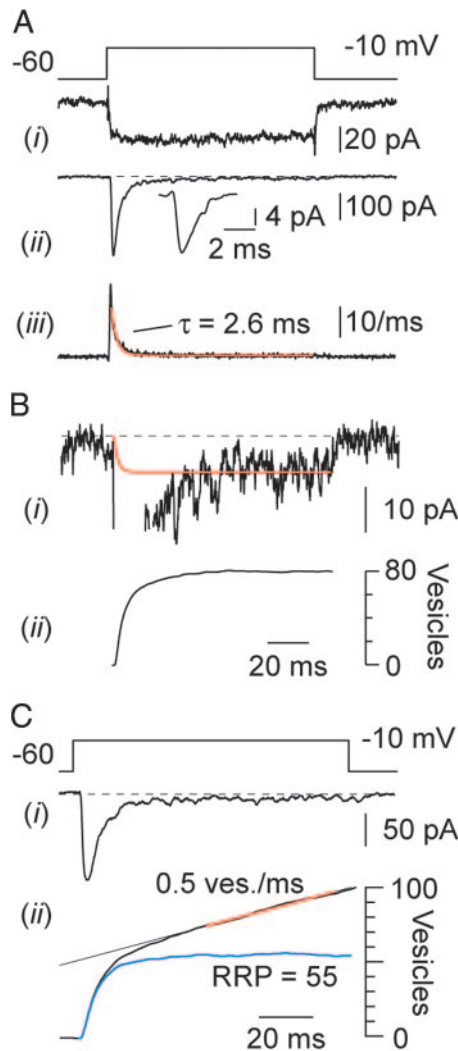 A
-60
-10 mV
(i)
20 pA
(ii)
4 pA
100 pA
2 ms
(iii)
τ = 2.6 ms
10/ms
B
(i)
10 pA
(ii)
80
Vesicles
20 ms
0
C
-60
-10 mV
(i)
50 pA
(ii)
0.5 ves./ms
100
Vesicles
RRP = 55
20 ms
0